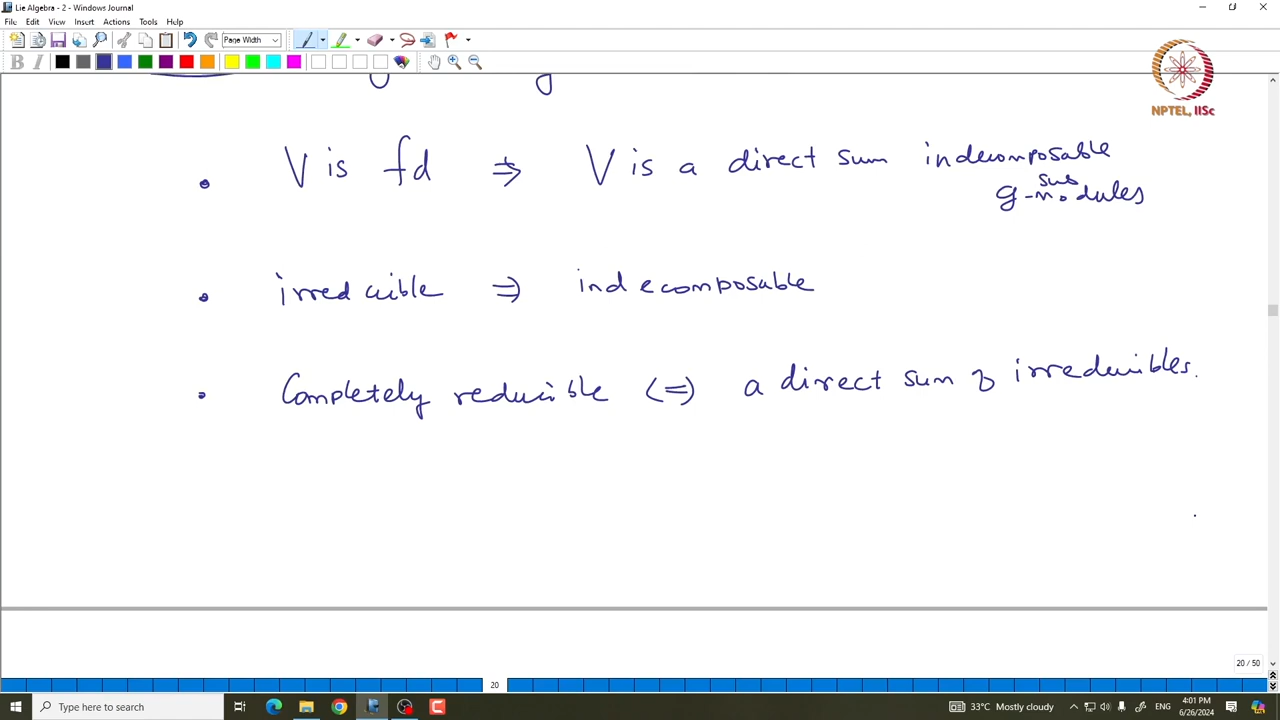 Lie Algebra - 2 - Windows Journal
File Edit View Insert Actions Tools Help
Page Width
B I
NPTEL, IISc
• V is fd ⇒ V is a direct sum indecomposable
g-submodules
• irreducible ⇒ indecomposable
• Completely reducible <=> a direct sum of irreducibles.
20 / 50
20
Type here to search
33°C Mostly cloudy
ENG
4:01 PM
6/26/2024